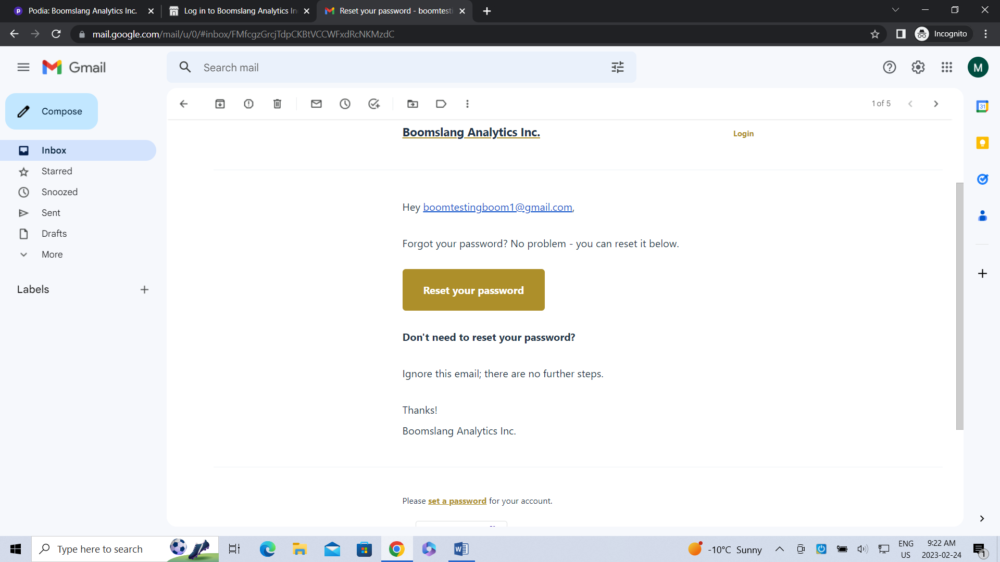 Podia: Boomslang Analytics Inc.
Log in to Boomslang Analytics In
Reset your password - boomtesti
mail.google.com/mail/u/0/#inbox/FMfcgzGrcjTdpCKBtVCCWFxdRcNKMzdC
Incognito
Gmail
Search mail
M
Compose
1 of 5
31
Boomslang Analytics Inc.
Login
Inbox
Starred
Snoozed
Sent
Drafts
More
Labels
Hey boomtestingboom1@gmail.com,
Forgot your password? No problem - you can reset it below.
Reset your password
Don't need to reset your password?
Ignore this email; there are no further steps.
Thanks!
Boomslang Analytics Inc.
Please set a password for your account.
Type here to search
-10°C Sunny
ENG
US
9:22 AM
2023-02-24
1